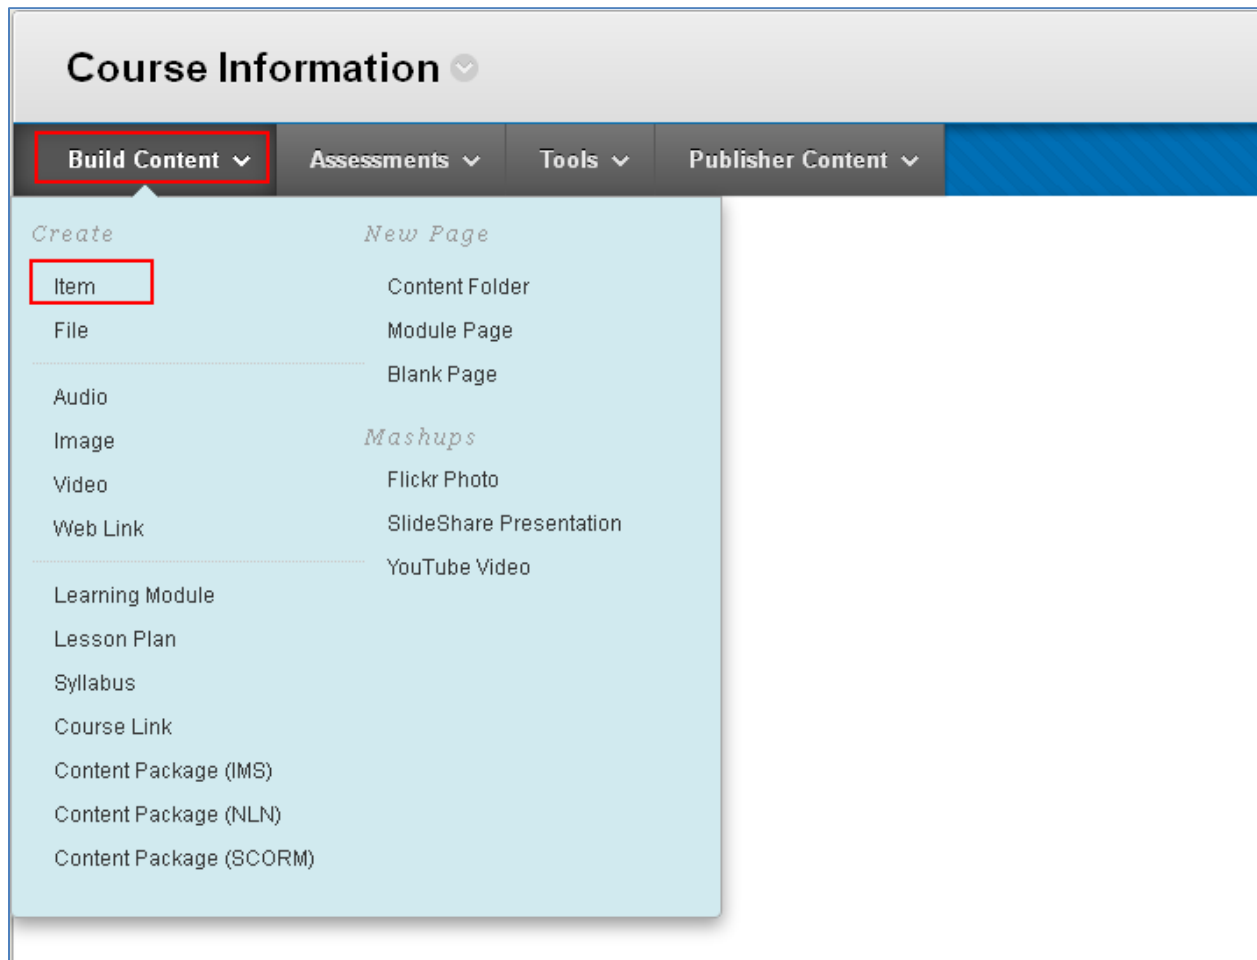 Course Information
Build Content
Assessments
Tools
Publisher Content
Create
Item
File
Audio
Image
Video
Web Link
Learning Module
Lesson Plan
Syllabus
Course Link
Content Package (IMS)
Content Package (NLN)
Content Package (SCORM)
New Page
Content Folder
Module Page
Blank Page
Mashups
Flickr Photo
SlideShare Presentation
YouTube Video